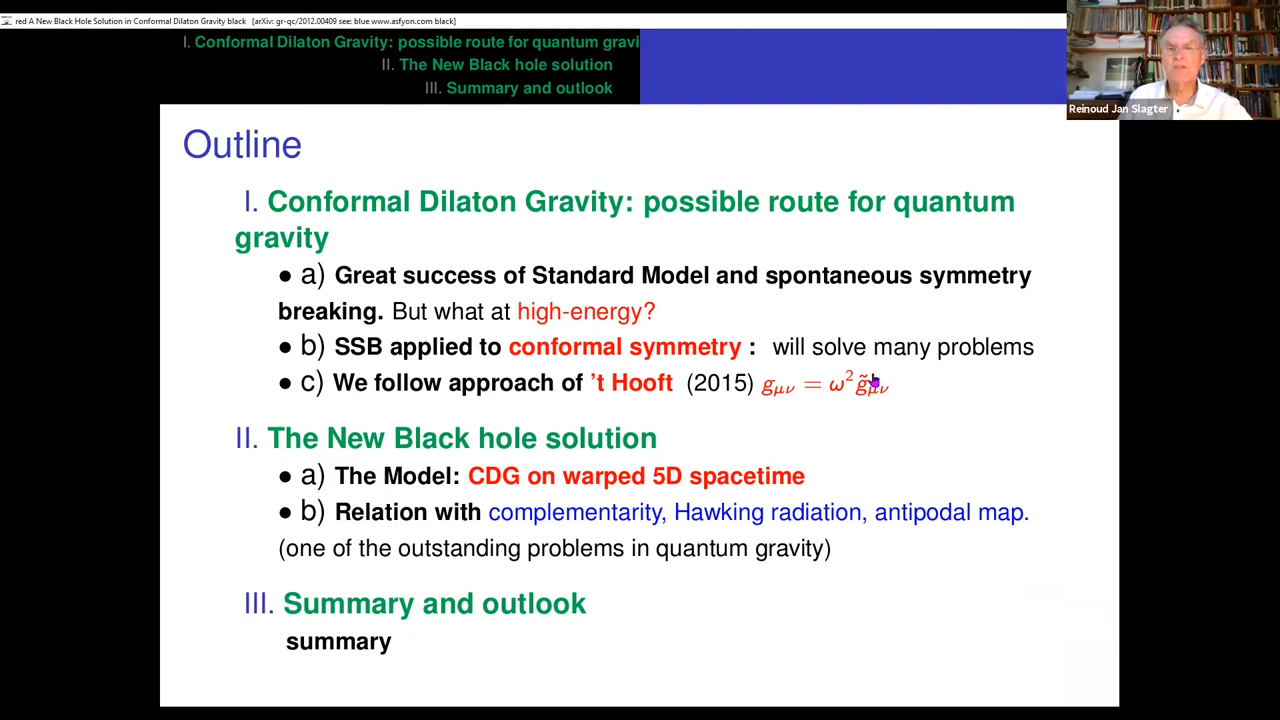 red A New Black Hole Solution in Conformal Dilaton Gravity black [arXiv: gr-qc/2012.00409 see: blue www.asfyon.com black]
I. Conformal Dilaton Gravity: possible route for quantum gravi
II. The New Black hole solution
III. Summary and outlook
Reinoud Jan Slagter
Outline
I. Conformal Dilaton Gravity: possible route for quantum
gravity
• a) Great success of Standard Model and spontaneous symmetry
breaking. But what at high-energy?
• b) SSB applied to conformal symmetry : will solve many problems
• c) We follow approach of 't Hooft (2015) g_{μν} = ω² g̃_{μν}
II. The New Black hole solution
• a) The Model: CDG on warped 5D spacetime
• b) Relation with complementarity, Hawking radiation, antipodal map.
(one of the outstanding problems in quantum gravity)
III. Summary and outlook
summary